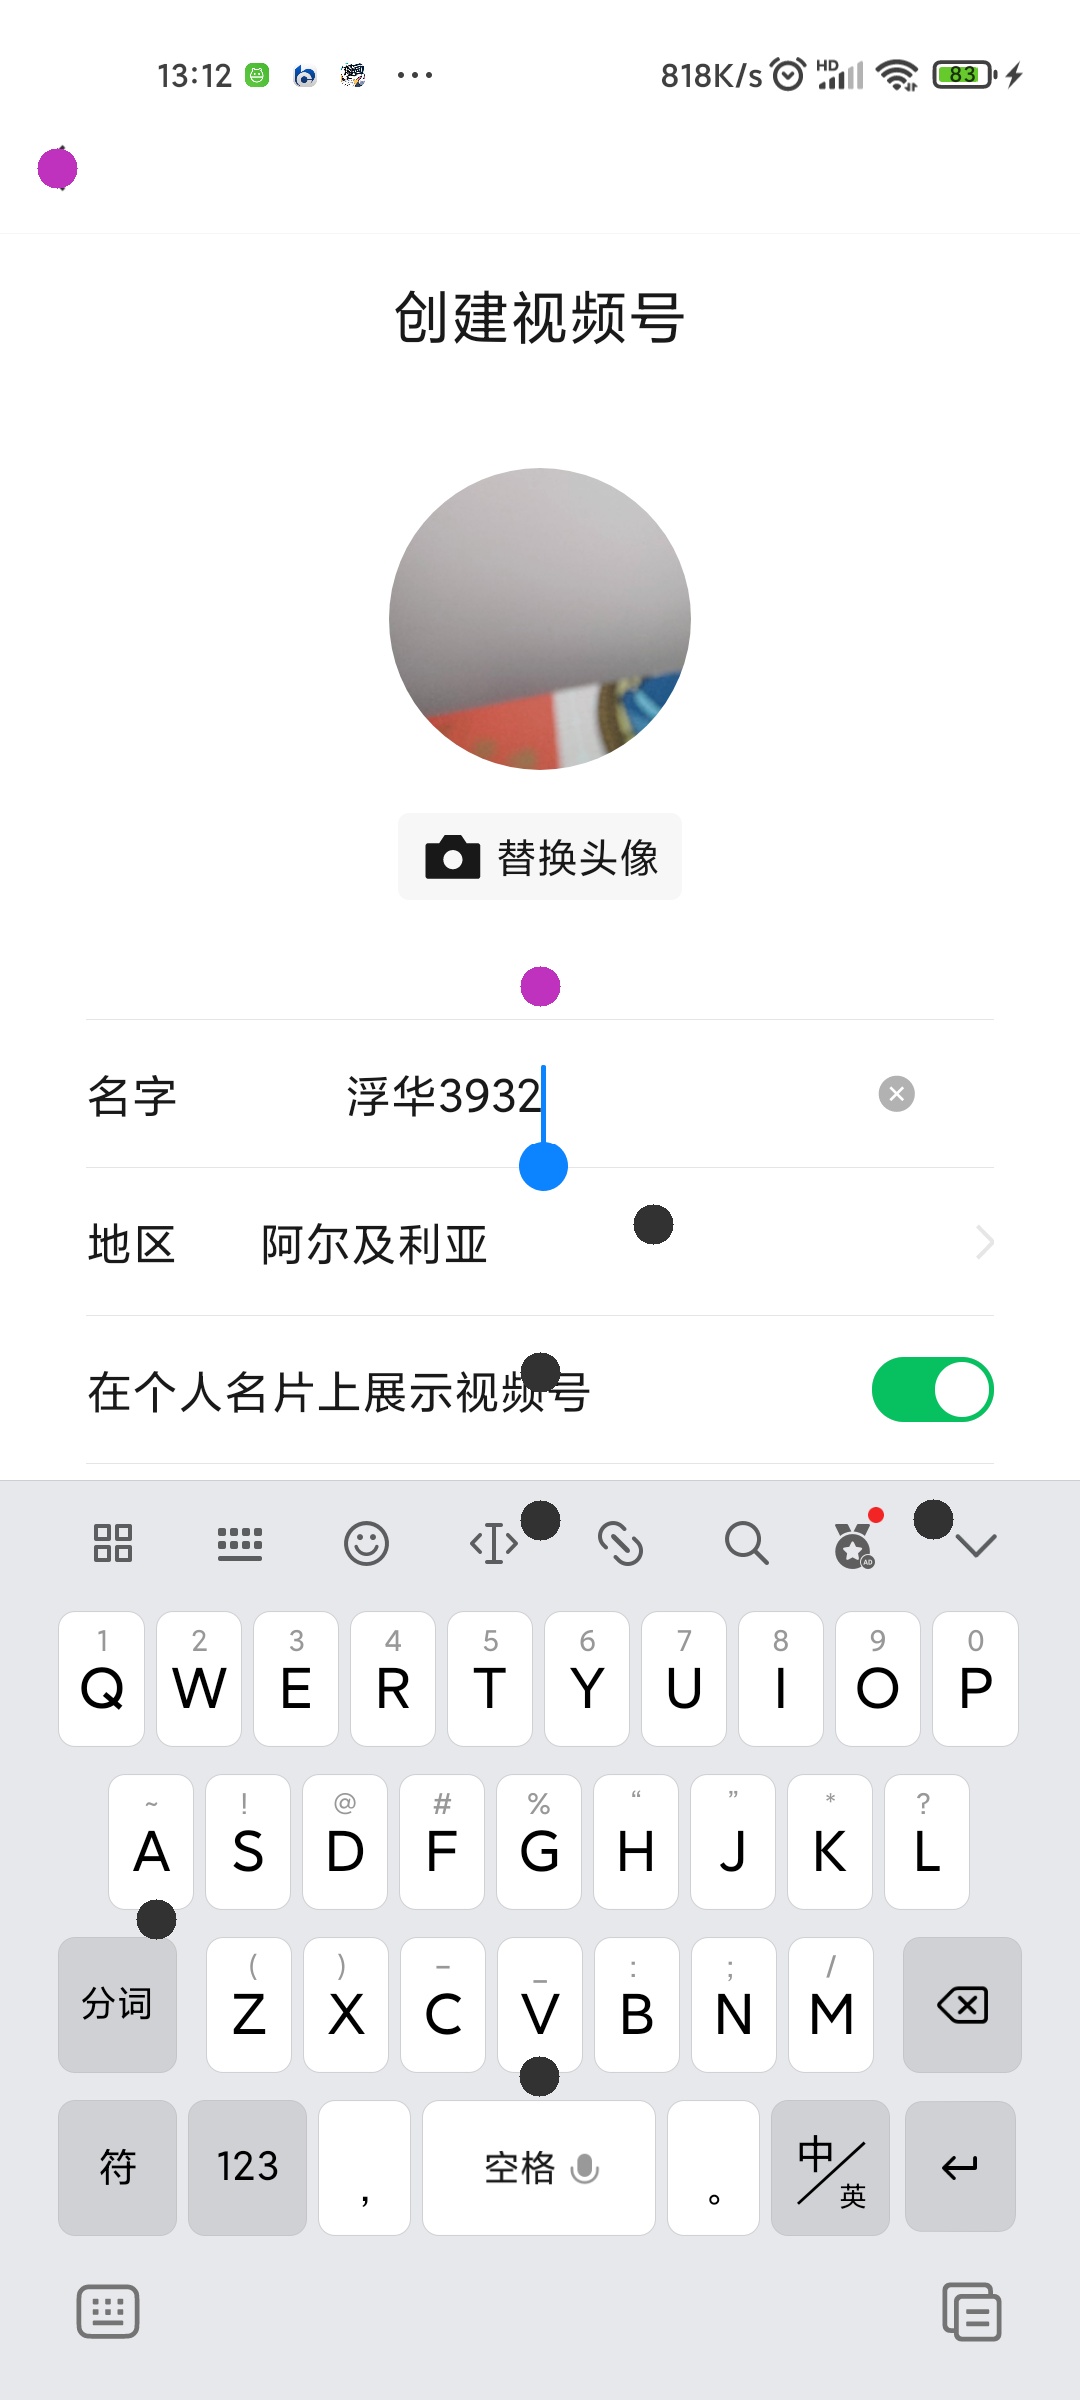 13:12 818K/s HD 83
创建视频号
替换头像
名字 浮华3932
地区 阿尔及利亚
在个人名片上展示视频号
AD
1 2 3 4 5 6 7 8 9 0
Q W E R T Y U I O P
~ ! @ # % “ ” * ?
A S D F G H J K L
( ) - _ : ; /
分词 Z X C V B N M
符 123 , 空格 。 中/英